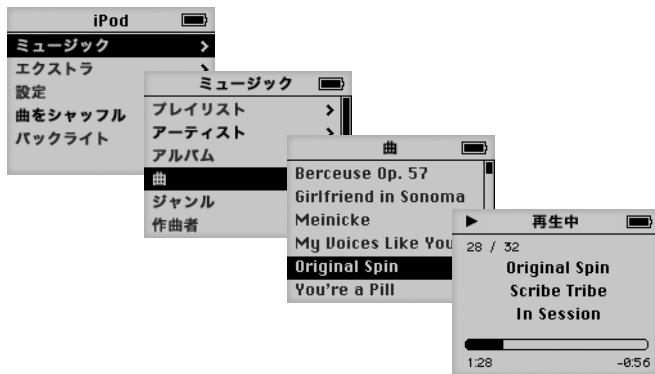 iPod
ミュージック
エクストラ
設定
曲をシャッフル
バックライト
ミュージック
プレイリスト
アーティスト
アルバム
曲
ジャンル
作曲者
曲
Berceuse Op. 57
Girlfriend in Sonoma
Meinicke
My Voices Like You
Original Spin
You're a Pill
再生中
28 / 32
Original Spin
Scribe Tribe
In Session
1:28
-0:56